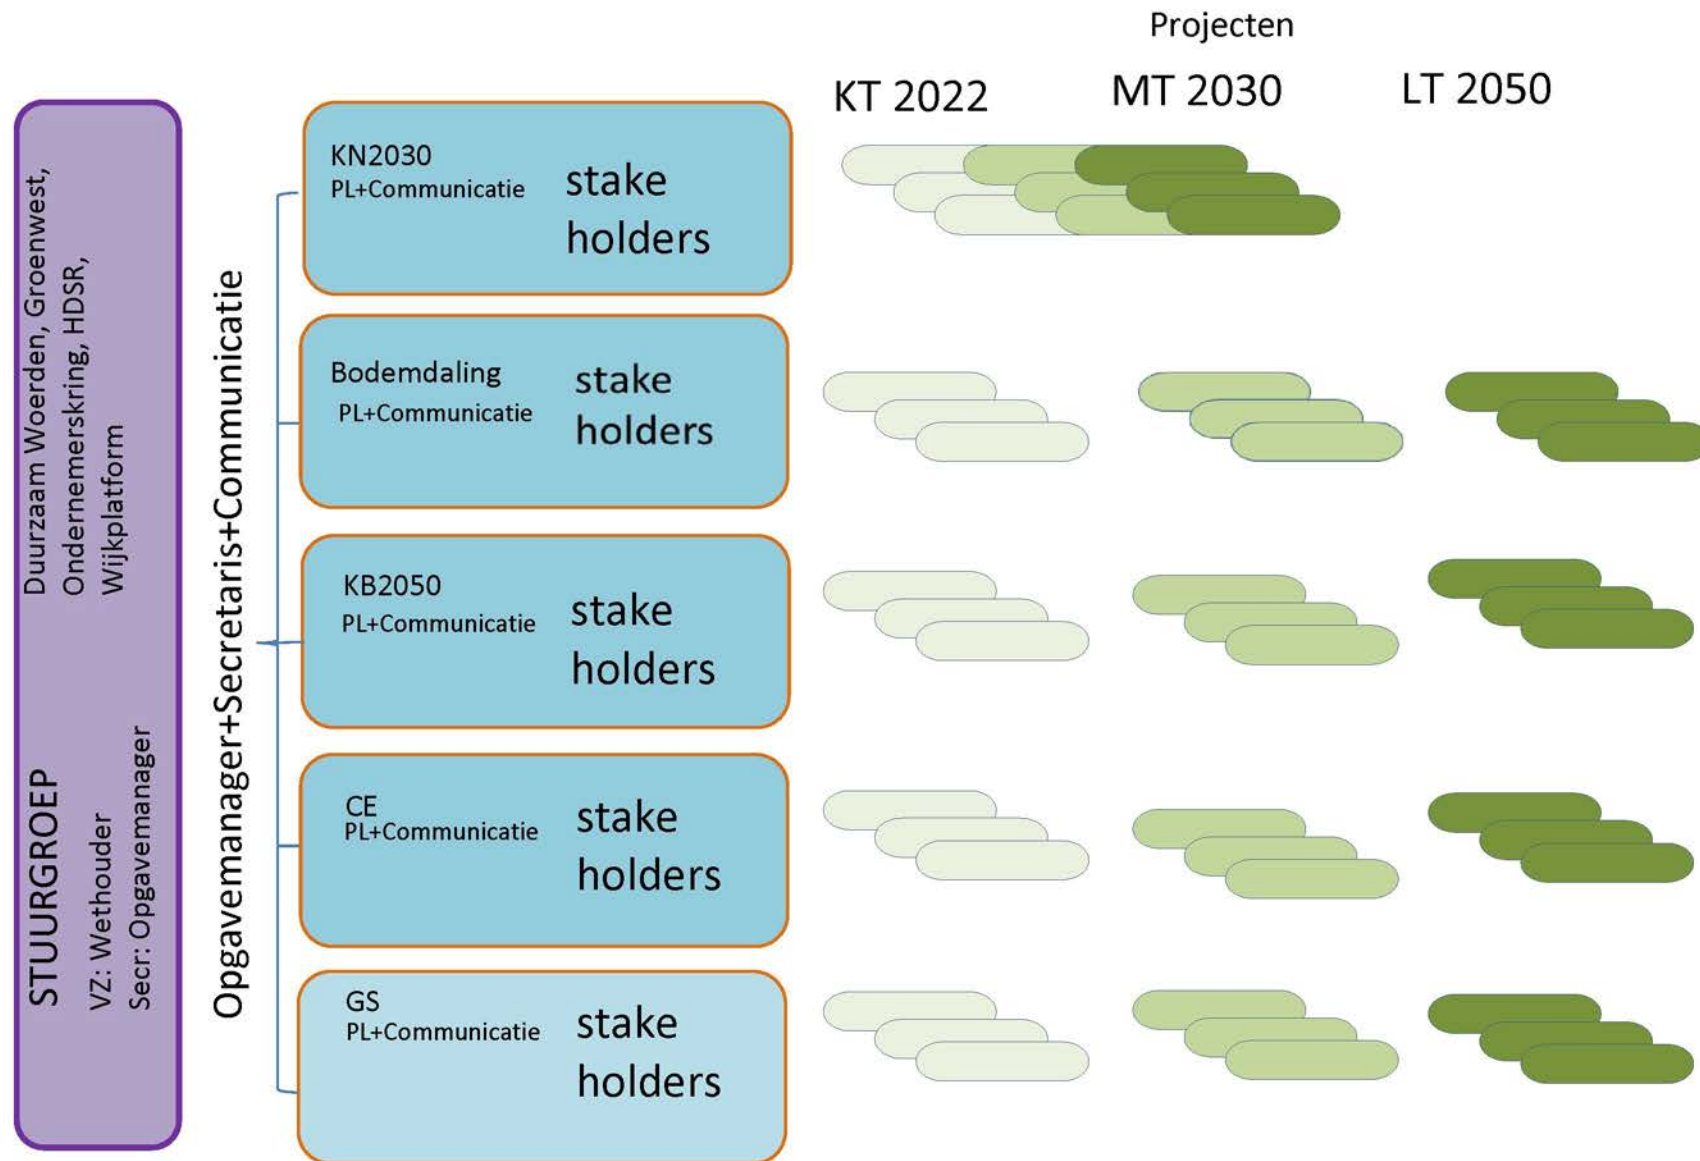 Projecten
KT 2022
MT 2030
LT 2050
STUURGROEP
VZ: Wethouder
Secr: Opgavemanager
Duurzaam Woerden, Groenwest,
Ondernemerskring, HDSR,
Wijkplatform
Opgavemanager+Secretaris+Communicatie
KN2030
PL+Communicatie
stake
holders
Bodemdaling
PL+Communicatie
stake
holders
KB2050
PL+Communicatie
stake
holders
CE
PL+Communicatie
stake
holders
GS
PL+Communicatie
stake
holders